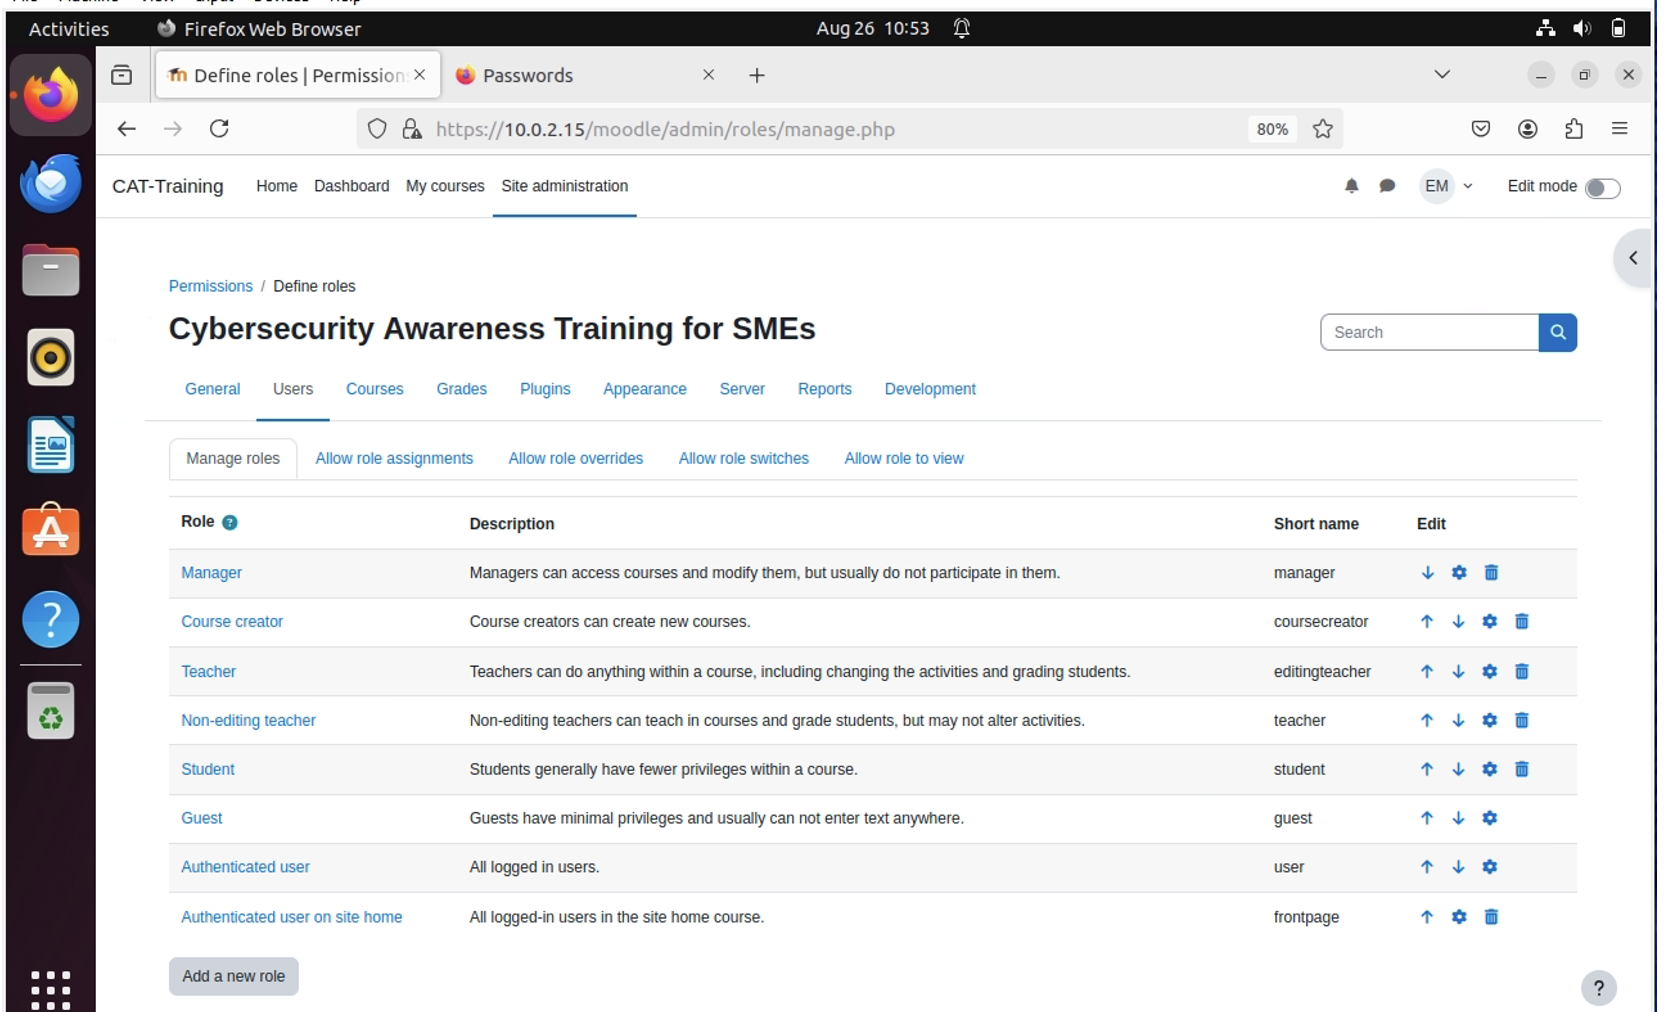 File Machine View Input Devices Help
Activities Firefox Web Browser Aug 26 10:53
Define roles | Permission Passwords
https://10.0.2.15/moodle/admin/roles/manage.php 80%
CAT-Training Home Dashboard My courses Site administration EM Edit mode
Permissions / Define roles
Cybersecurity Awareness Training for SMEs
Search
General Users Courses Grades Plugins Appearance Server Reports Development
Manage roles Allow role assignments Allow role overrides Allow role switches Allow role to view
Role ? Description Short name Edit
Manager Managers can access courses and modify them, but usually do not participate in them. manager
Course creator Course creators can create new courses. coursecreator
Teacher Teachers can do anything within a course, including changing the activities and grading students. editingteacher
Non-editing teacher Non-editing teachers can teach in courses and grade students, but may not alter activities. teacher
Student Students generally have fewer privileges within a course. student
Guest Guests have minimal privileges and usually can not enter text anywhere. guest
Authenticated user All logged in users. user
Authenticated user on site home All logged-in users in the site home course. frontpage
Add a new role
?